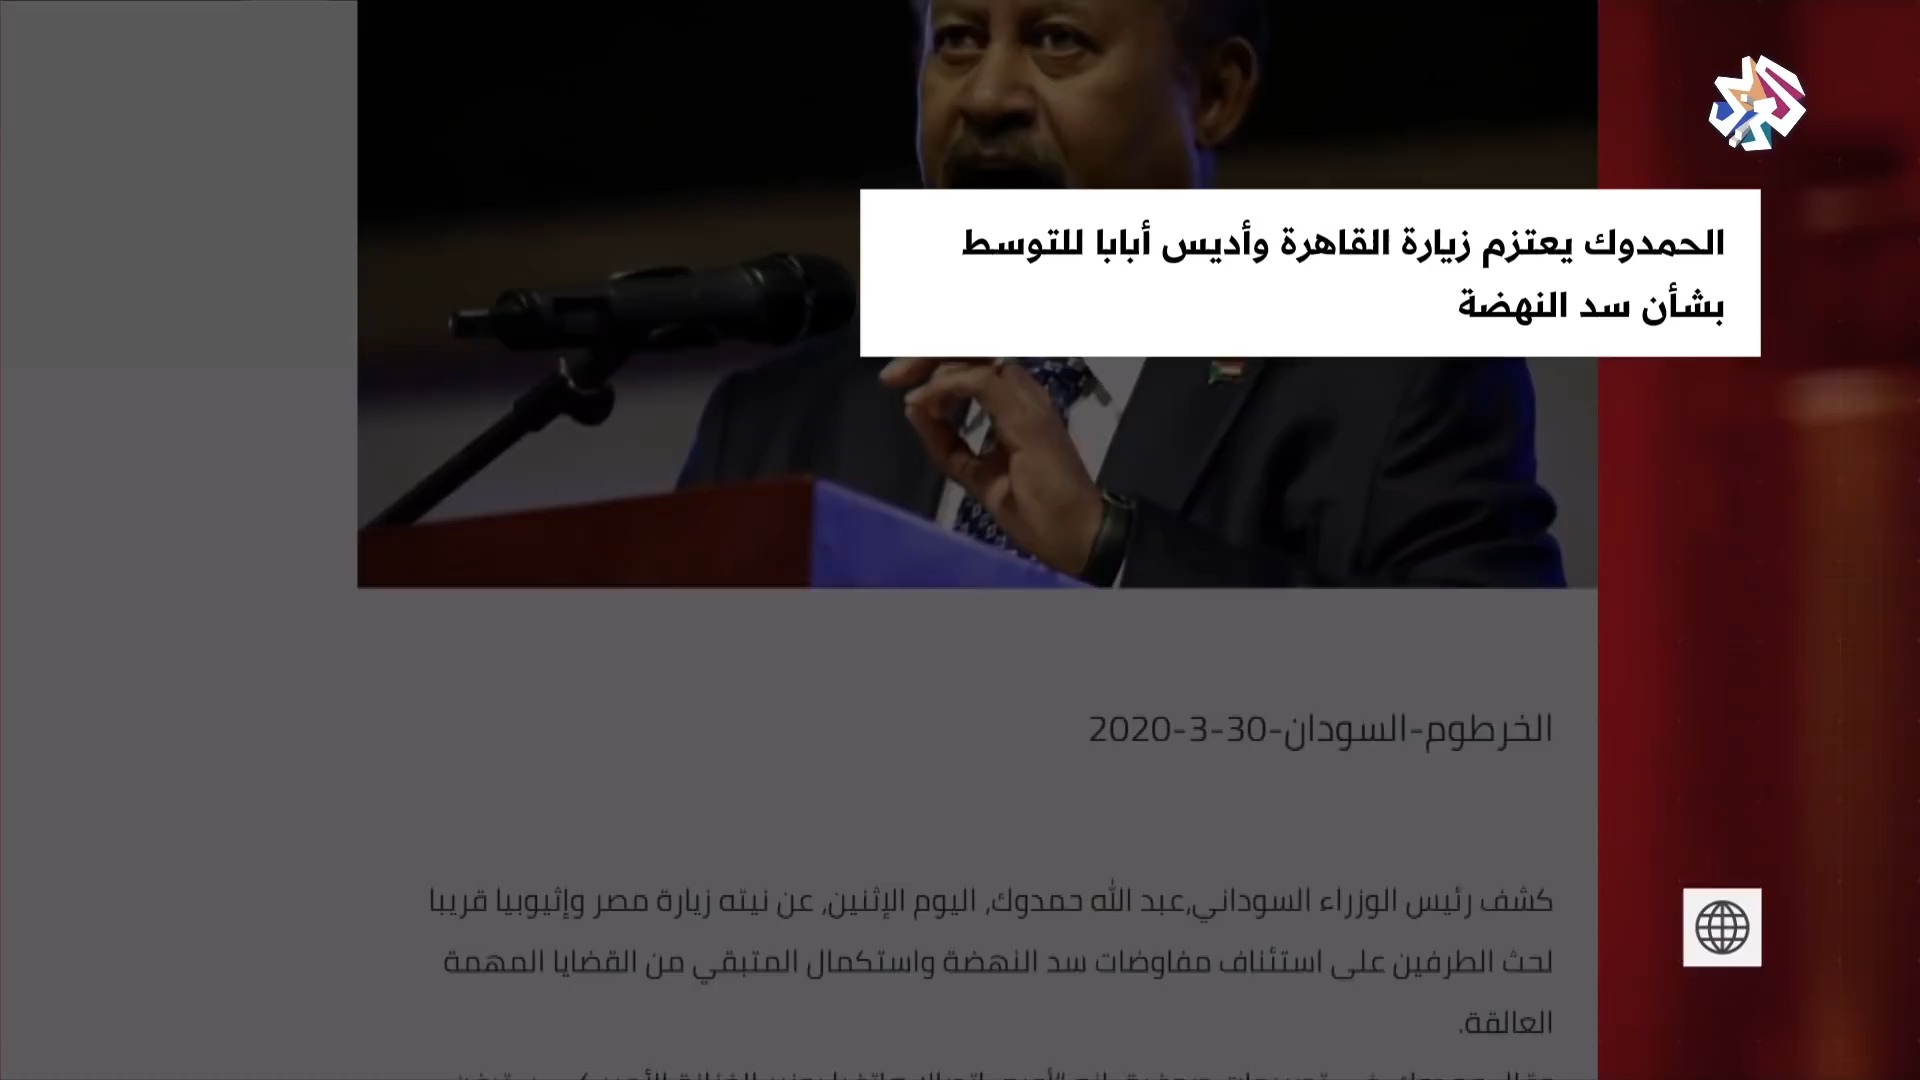 الحمدوك يعتزم زيارة القاهرة وأديس أبابا للتوسط
بشأن سد النهضة
الخرطوم-السودان-30-3-2020
كشف رئيس الوزراء السوداني,عبد الله حمدوك, اليوم الإثنين, عن نيته زيارة مصر وإثيوبيا قريبا
لحث الطرفين على استئناف مفاوضات سد النهضة واستكمال المتبقي من القضايا المهمة
العالقة.